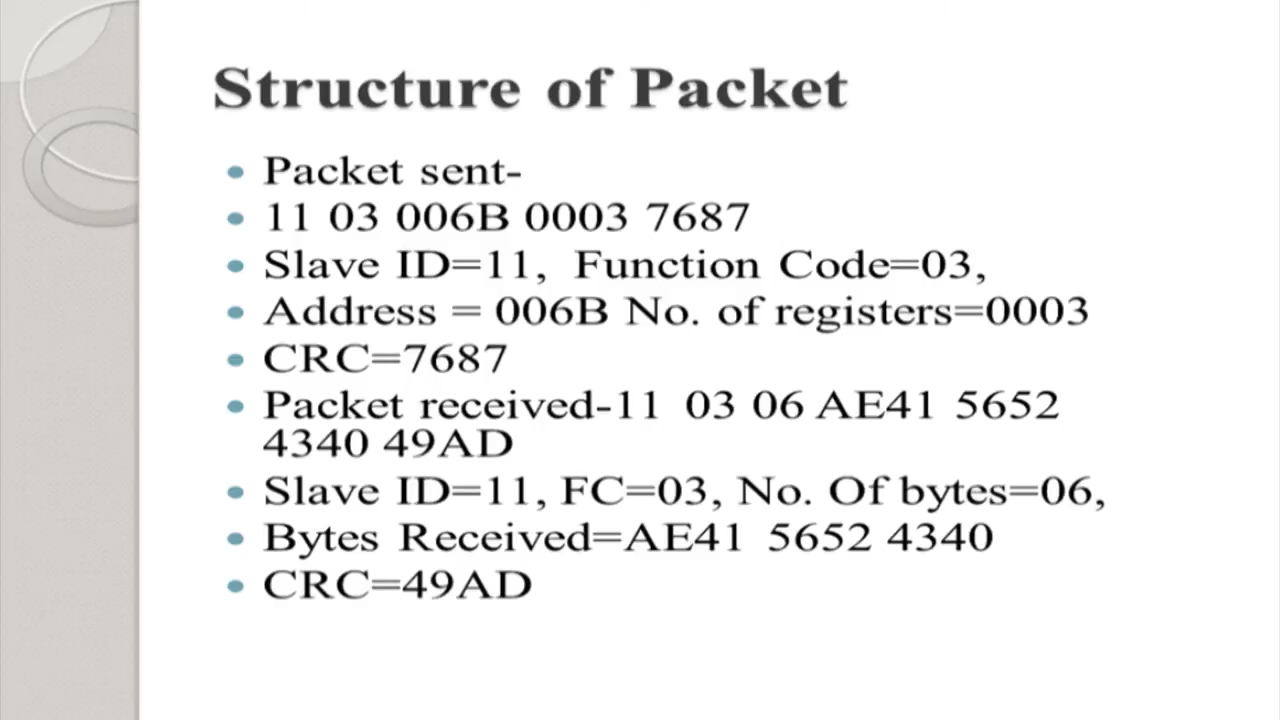 Structure of Packet
Packet sent-
11 03 006B 0003 7687
Slave ID=11, Function Code=03,
Address = 006B No. of registers=0003
CRC=7687
Packet received-11 03 06 AE41 5652
4340 49AD
Slave ID=11, FC=03, No. Of bytes=06,
Bytes Received=AE41 5652 4340
CRC=49AD